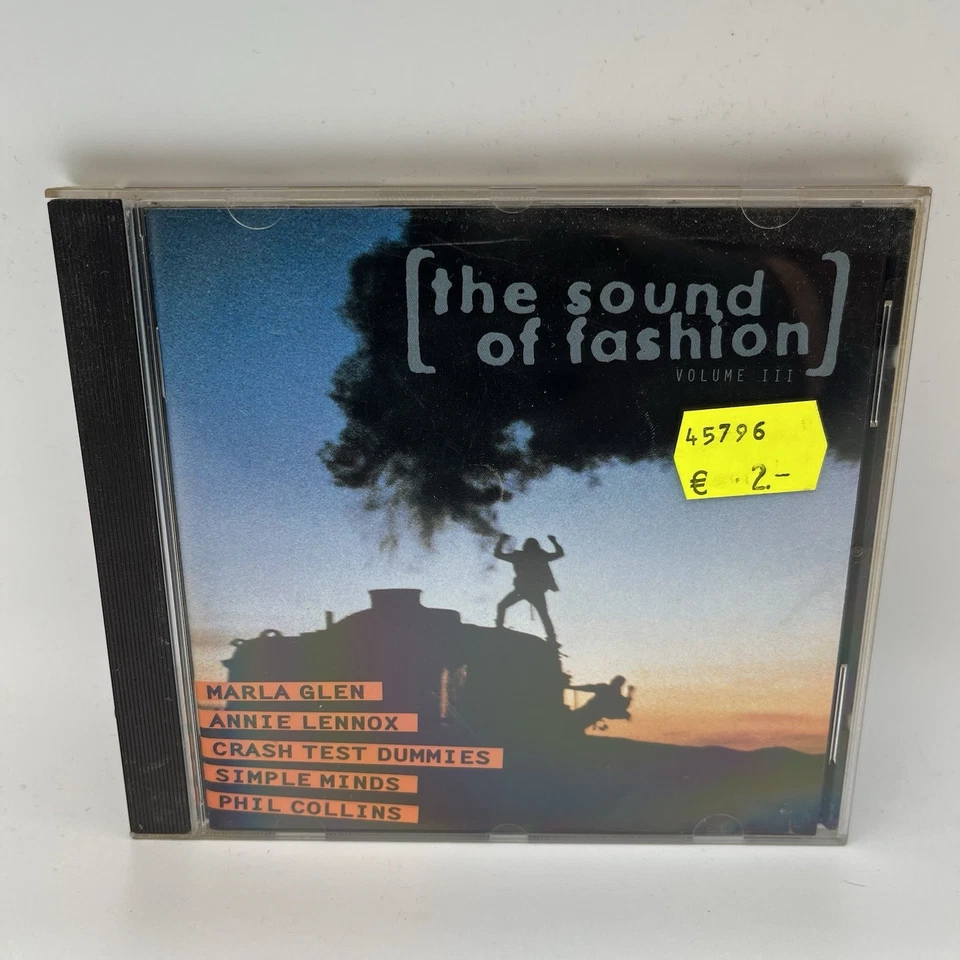 [the sound
of fashion]
VOLUME III
45796
€ 2.-
MARLA GLEN
ANNIE LENNOX
CRASH TEST DUMMIES
SIMPLE MINDS
PHIL COLLINS